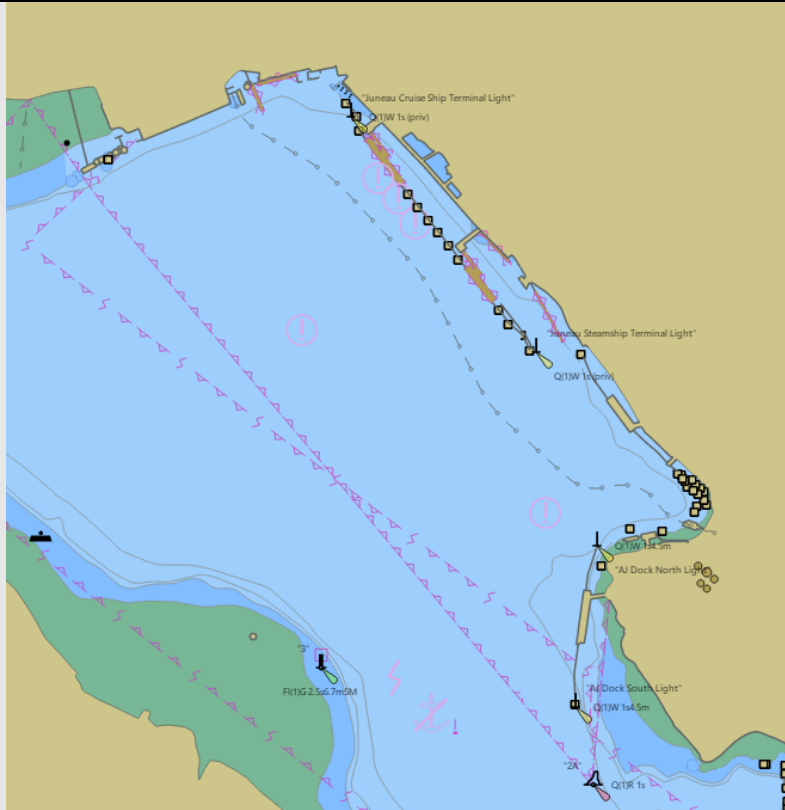 "Juneau Cruise Ship Terminal Light"
Q(1)W 1s (priv)
"Juneau Steamship Terminal Light"
Q(1)W 1s (priv)
Q(1)W 1s4.5m
"AJ Dock North Light"
"3"
Fl(1)G 2.5s6.7m5M
"AJ Dock South Light"
Q(1)W 1s4.5m
"2A"
Q(1)R 1s